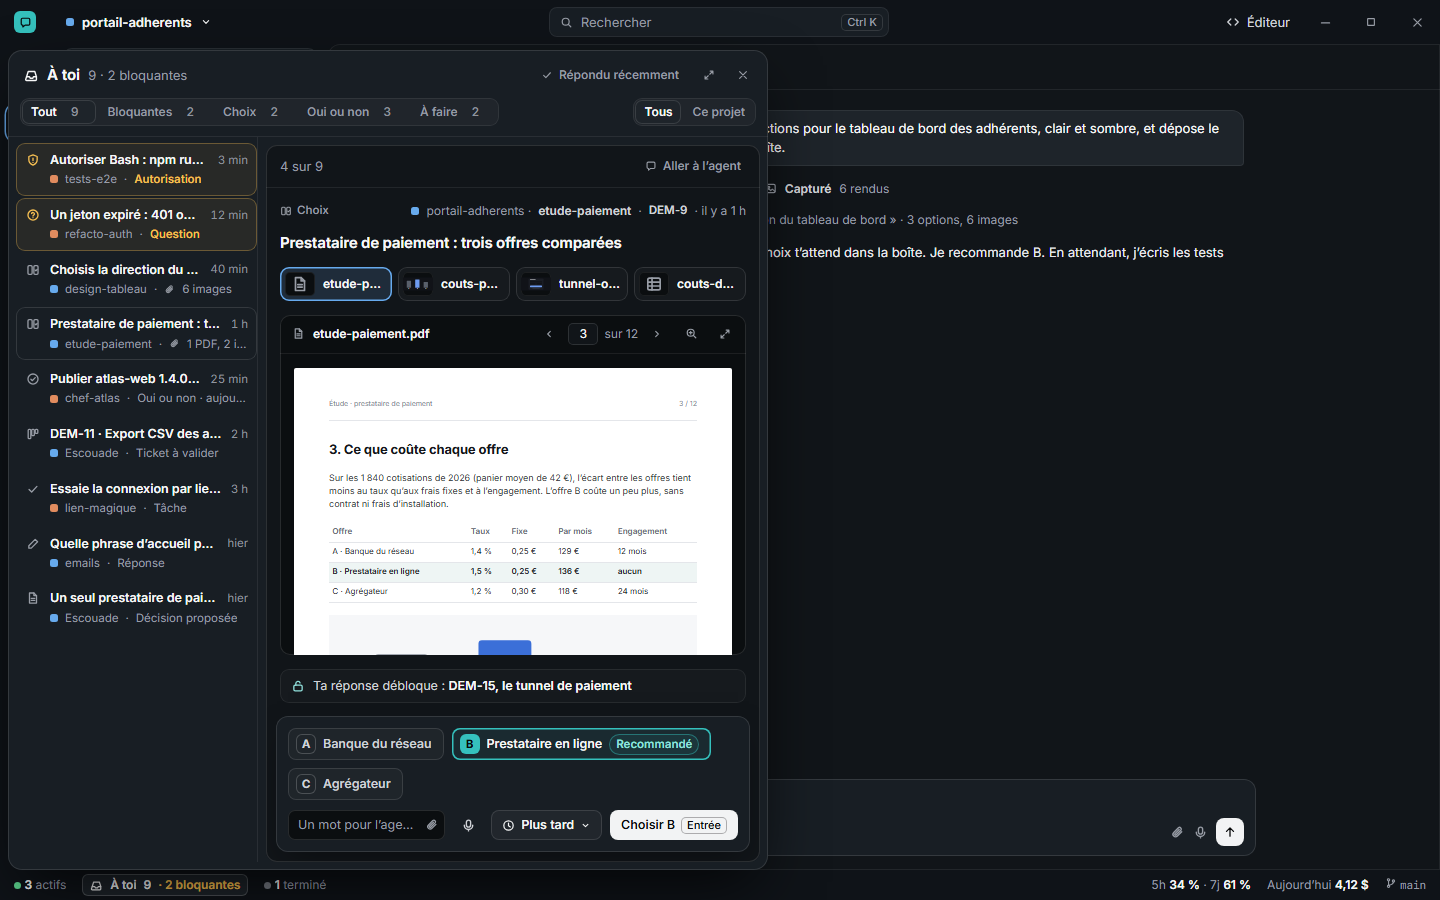 portail-adherents
Rechercher
Ctrl K
Éditeur
À toi 9 · 2 bloquantes
Répondu récemment
Tout 9
Bloquantes 2
Choix 2
Oui ou non 3
À faire 2
Tous
Ce projet
Autoriser Bash : npm ru... 3 min
tests-e2e · Autorisation
Un jeton expiré : 401 o... 12 min
refacto-auth · Question
Choisis la direction du ... 40 min
design-tableau · 6 images
Prestataire de paiement : t... 1 h
etude-paiement · 1 PDF, 2 i...
Publier atlas-web 1.4.0... 25 min
chef-atlas · Oui ou non · aujou...
DEM-11 · Export CSV des a... 2 h
Escouade · Ticket à valider
Essaie la connexion par lie... 3 h
lien-magique · Tâche
Quelle phrase d'accueil p... hier
emails · Réponse
Un seul prestataire de pai... hier
Escouade · Décision proposée
4 sur 9
Aller à l'agent
Choix
portail-adherents · etude-paiement · DEM-9 · il y a 1 h
Prestataire de paiement : trois offres comparées
etude-p...
couts-p...
tunnel-o...
couts-d...
etude-paiement.pdf
3 sur 12
Étude · prestataire de paiement
3 / 12
3. Ce que coûte chaque offre
Sur les 1 840 cotisations de 2026 (panier moyen de 42 €), l'écart entre les offres tient
moins au taux qu'aux frais fixes et à l'engagement. L'offre B coûte un peu plus, sans
contrat ni frais d'installation.
Offre Taux Fixe Par mois Engagement
A · Banque du réseau 1,4 % 0,25 € 129 € 12 mois
B · Prestataire en ligne 1,5 % 0,25 € 136 € aucun
C · Agrégateur 1,2 % 0,30 € 118 € 24 mois
Ta réponse débloque : DEM-15, le tunnel de paiement
A Banque du réseau
B Prestataire en ligne Recommandé
C Agrégateur
Un mot pour l'age...
Plus tard
Choisir B Entrée
ctions pour le tableau de bord des adhérents, clair et sombre, et dépose le
îte.
Capturé 6 rendus
n du tableau de bord » · 3 options, 6 images
hoix t'attend dans la boîte. Je recommande B. En attendant, j'écris les tests
3 actifs
À toi 9 · 2 bloquantes
1 terminé
5h 34 % · 7j 61 %
Aujourd'hui 4,12 $
main